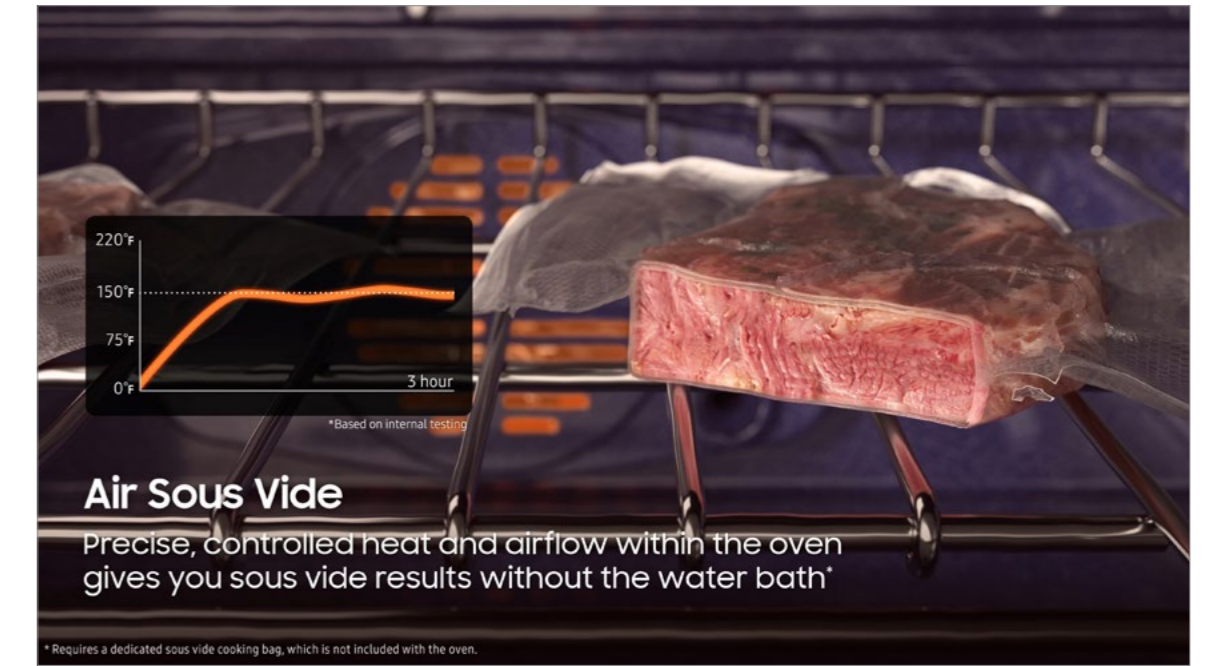 220°F
150°F
75°F
0°F
3 hour
*Based on internal testing
Air Sous Vide
Precise, controlled heat and airflow within the oven
gives you sous vide results without the water bath*
* Requires a dedicated sous vide cooking bag, which is not included with the oven.